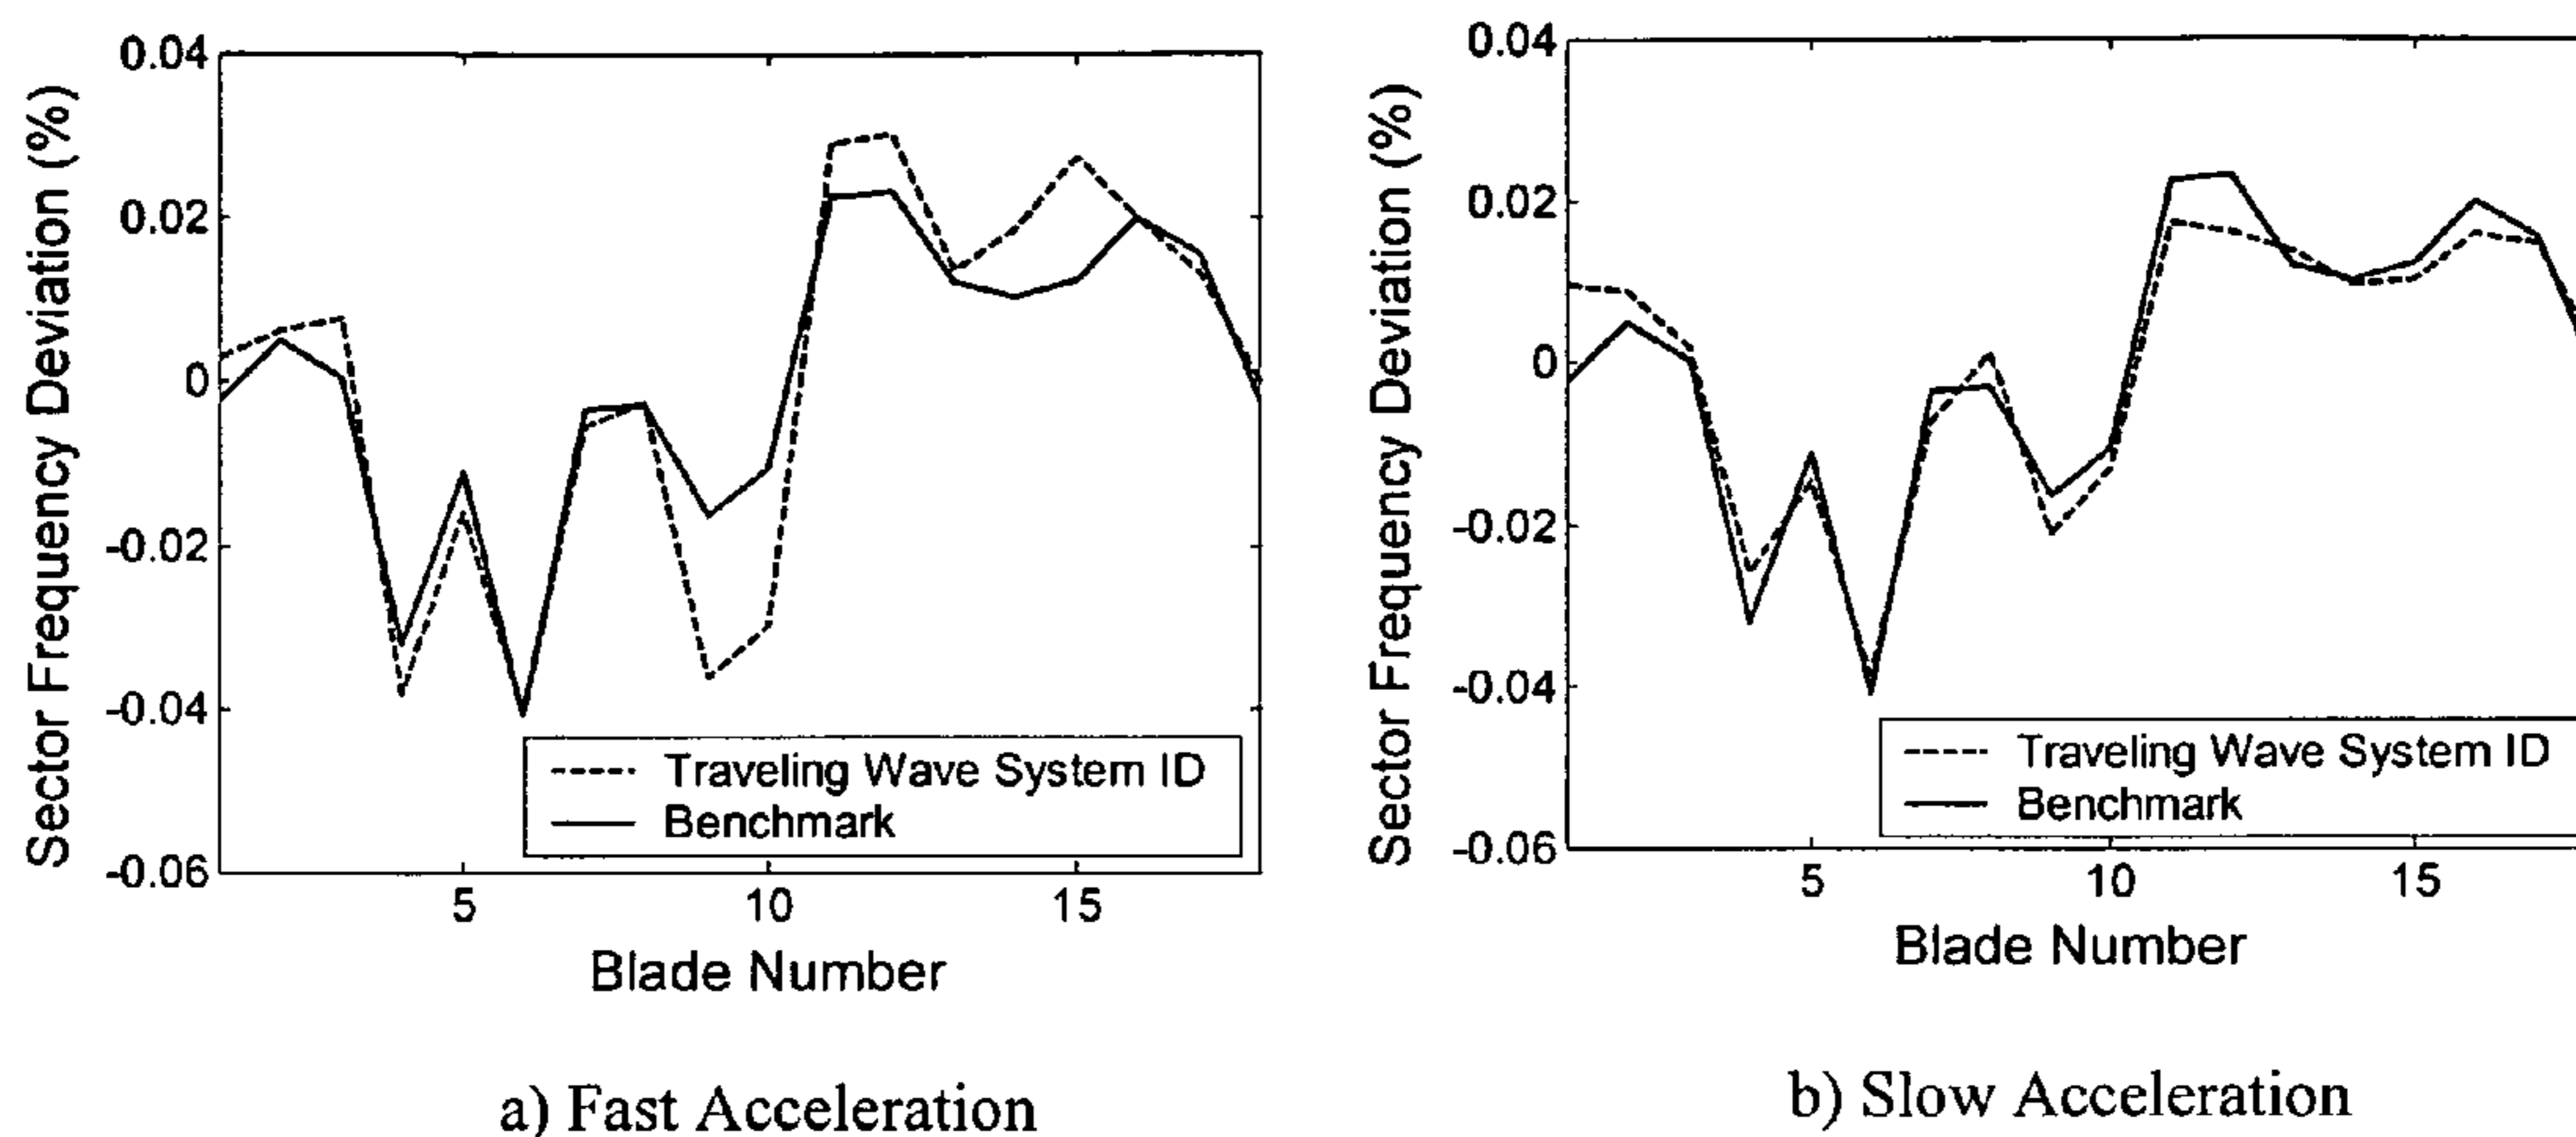 0.04
0.02
0
-0.02
-0.04
-0.06
Sector Frequency Deviation (%)
5 10 15
Blade Number
Traveling Wave System ID
Benchmark
a) Fast Acceleration
0.04
0.02
0
-0.02
-0.04
-0.06
Sector Frequency Deviation (%)
5 10 15
Blade Number
Traveling Wave System ID
Benchmark
b) Slow Acceleration